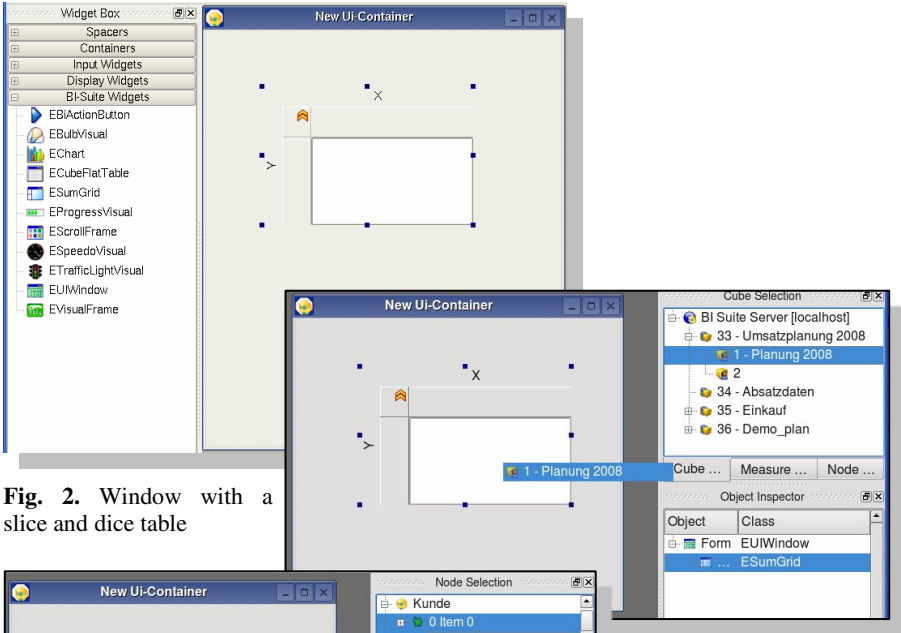 Widget Box
Spacers
Containers
Input Widgets
Display Widgets
BI-Suite Widgets
EBIActionButton
EBulbVisual
EChart
ECubeFlatTable
ESumGrid
EProgressVisual
EScrollFrame
ESpeedoVisual
ETrafficLightVisual
EUIWindow
EVisualFrame
New Ui-Container
X
Y
New Ui-Container
X
Y
1 - Planung 2008
Cube Selection
BI Suite Server [localhost]
33 - Umsatzplanung 2008
1 - Planung 2008
2
34 - Absatzdaten
35 - Einkauf
36 - Demo_plan
Cube ... Measure ... Node ...
Object Inspector
Object Class
Form EUIWindow
... ESumGrid
Fig. 2. Window with a
slice and dice table
New Ui-Container
Node Selection
Kunde
0 Item 0